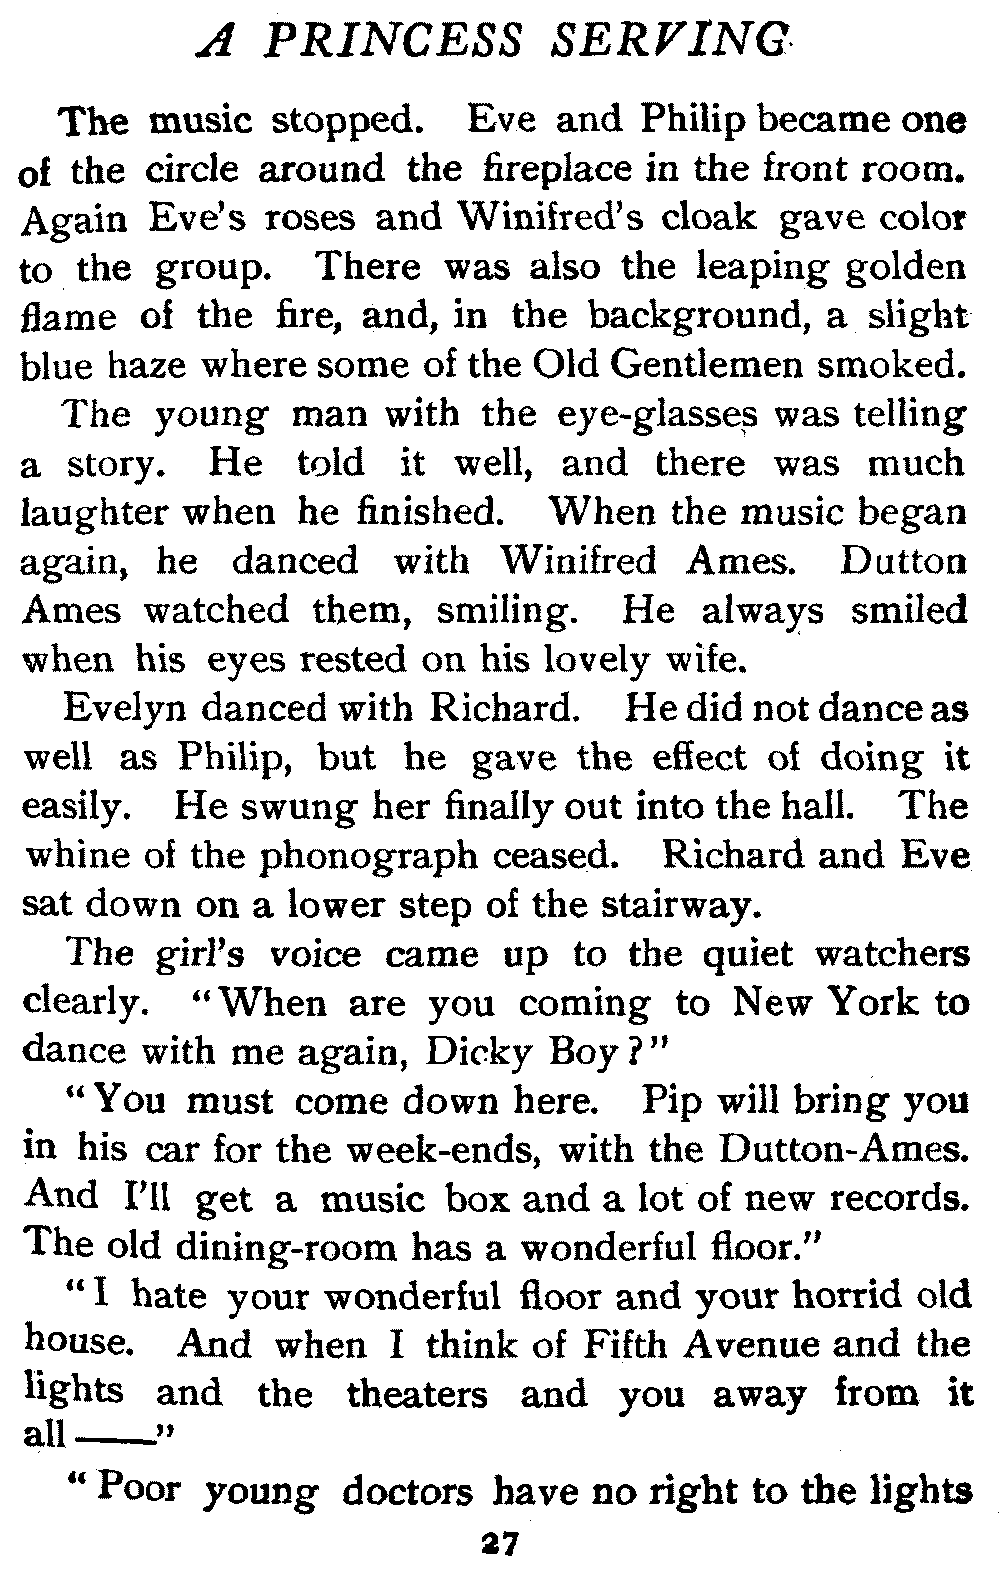 A PRINCESS SERVING
The music stopped. Eve and Philip became one
of the circle around the fireplace in the front room.
Again Eve's roses and Winifred's cloak gave color
to the group. There was also the leaping golden
flame of the fire, and, in the background, a slight
blue haze where some of the Old Gentlemen smoked.
The young man with the eye-glasses was telling
a story. He told it well, and there was much
laughter when he finished. When the music began
again, he danced with Winifred Ames. Dutton
Ames watched them, smiling. He always smiled
when his eyes rested on his lovely wife.
Evelyn danced with Richard. He did not dance as
well as Philip, but he gave the effect of doing it
easily. He swung her finally out into the hall. The
whine of the phonograph ceased. Richard and Eve
sat down on a lower step of the stairway.
The girl's voice came up to the quiet watchers
clearly. "When are you coming to New York to
dance with me again, Dicky Boy?"
"You must come down here. Pip will bring you
in his car for the week-ends, with the Dutton-Ames.
And I'll get a music box and a lot of new records.
The old dining-room has a wonderful floor."
"I hate your wonderful floor and your horrid old
house. And when I think of Fifth Avenue and the
lights and the theaters and you away from it
all——"
"Poor young doctors have no right to the lights
27